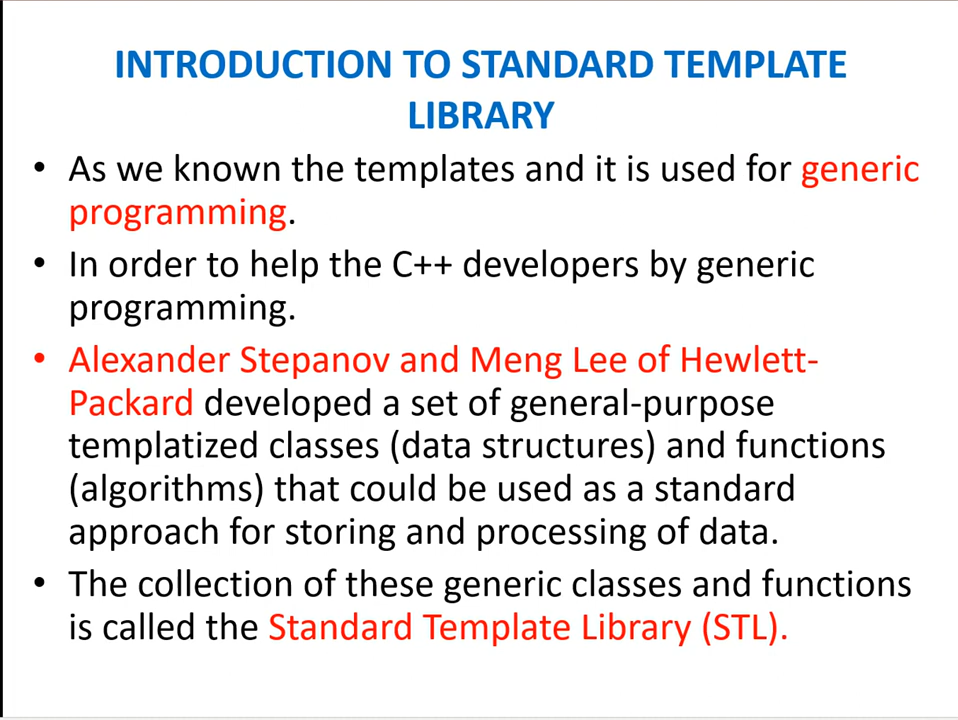 INTRODUCTION TO STANDARD TEMPLATE
LIBRARY
• As we known the templates and it is used for generic
programming.
• In order to help the C++ developers by generic
programming.
• Alexander Stepanov and Meng Lee of Hewlett-
Packard developed a set of general-purpose
templatized classes (data structures) and functions
(algorithms) that could be used as a standard
approach for storing and processing of data.
• The collection of these generic classes and functions
is called the Standard Template Library (STL).